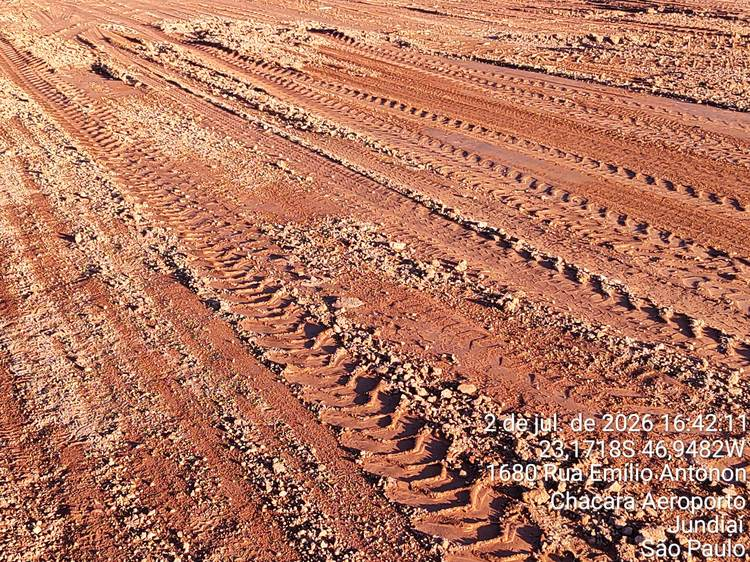 2 de jul. de 2026 16:42:11
23,1718S 46,9482W
1680 Rua Emílio Antonon
Chácara Aeroporto
Jundiaí
São Paulo